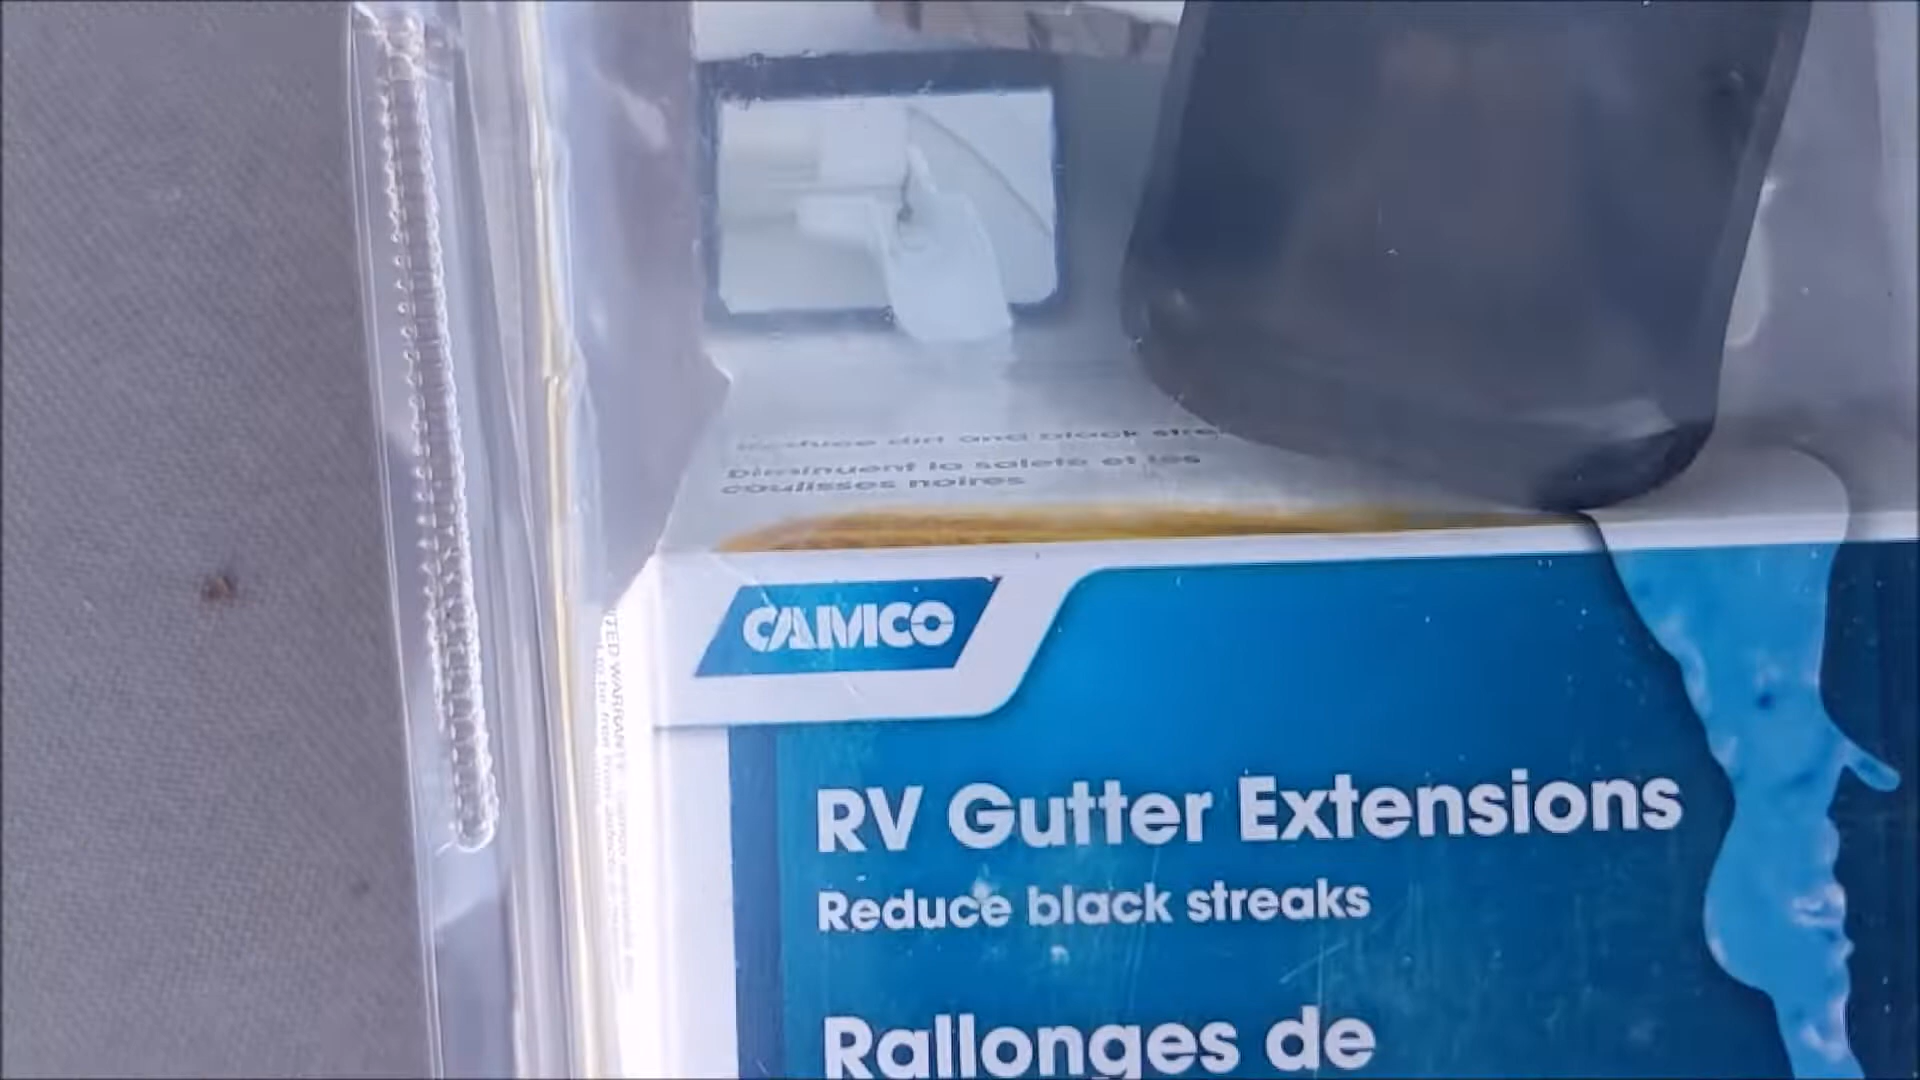 Reduce dirt and black
Diminuent la saleté et les
coulisses noires
CAMCO
RV Gutter Extensions
Reduce black streaks
Rallonges de